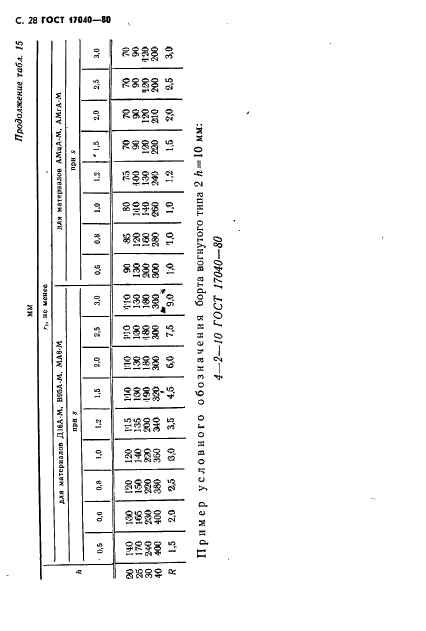 С. 28 ГОСТ 17040—80
Продолжение табл. 15
мм
h | r₁, не менее
для материалов Д16А-М, В95А-М, МА8-М | для материалов АМцА-М, АМгА-М
при s | при s
0,5 | 0,6 | 0,8 | 1,0 | 1,2 | 1,5 | 2,0 | 2,5 | 3,0 | 0,6 | 0,8 | 1,0 | 1,2 | 1,5 | 2,0 | 2,5 | 3,0
20 | 140 | 130 | 120 | 120 | 115 | 110 | 110 | 110 | 110 | 90 | 85 | 80 | 75 | 70 | 70 | 70 | 70
25 | 170 | 165 | 150 | 140 | 135 | 130 | 130 | 130 | 130 | 130 | 120 | 110 | 100 | 90 | 90 | 90 | 90
30 | 240 | 230 | 220 | 220 | 200 | 190 | 180 | 180 | 180 | 200 | 160 | 140 | 130 | 120 | 120 | 120 | 120
40 | 400 | 400 | 380 | 360 | 340 | 320 | 300 | 300 | 300 | 300 | 280 | 260 | 240 | 220 | 210 | 200 | 200
R | 1,5 | 2,0 | 2,5 | 3,0 | 3,5 | 4,5 | 6,0 | 7,5 | 9,0 | 1,0 | 1,0 | 1,0 | 1,2 | 1,5 | 2,0 | 2,5 | 3,0
Пример условного обозначения борта вогнутого типа 2 h=10 мм:
4—2—10 ГОСТ 17040—80